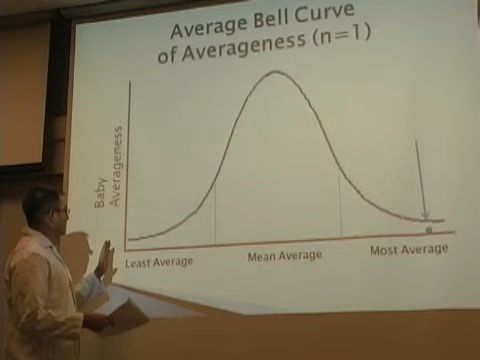 Average Bell Curve
of Averageness (n=1)
Baby
Averageness
Least Average
Mean Average
Most Average